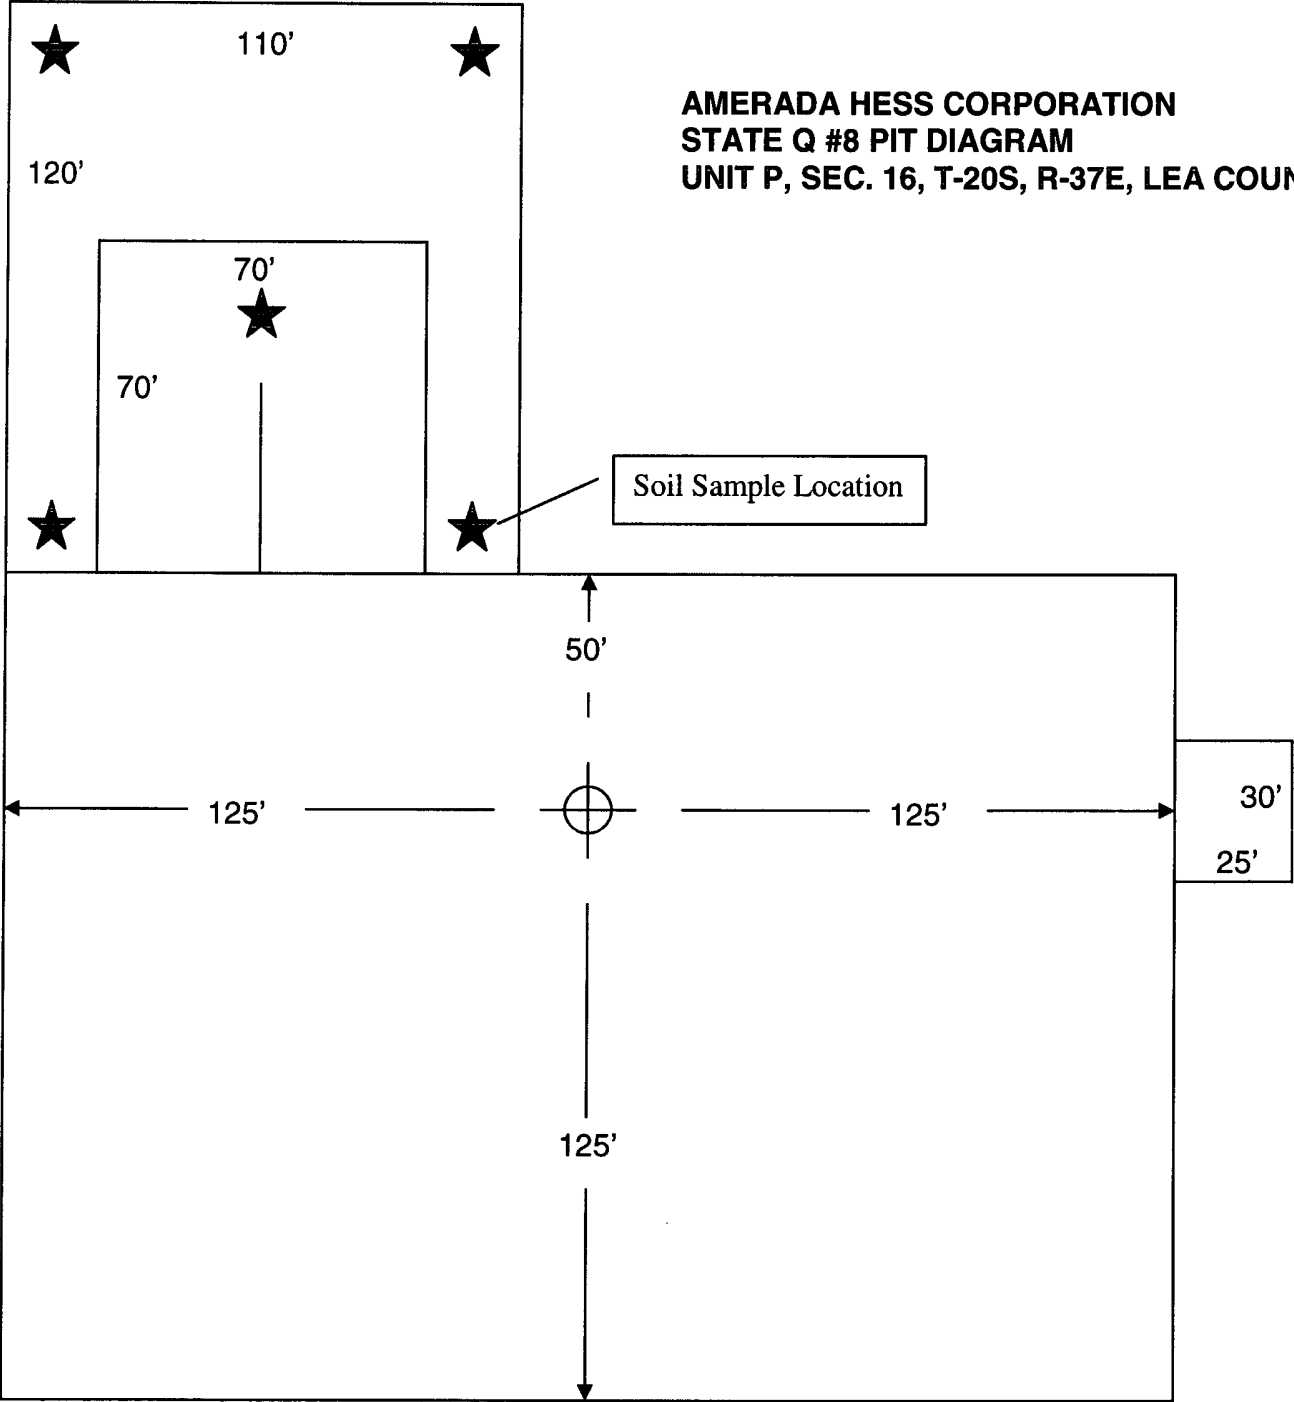 110'
AMERADA HESS CORPORATION
STATE Q #8 PIT DIAGRAM
UNIT P, SEC. 16, T-20S, R-37E, LEA
120'
70'
70'
Soil Sample Location
50'
125'
125'
30'
25'
125'